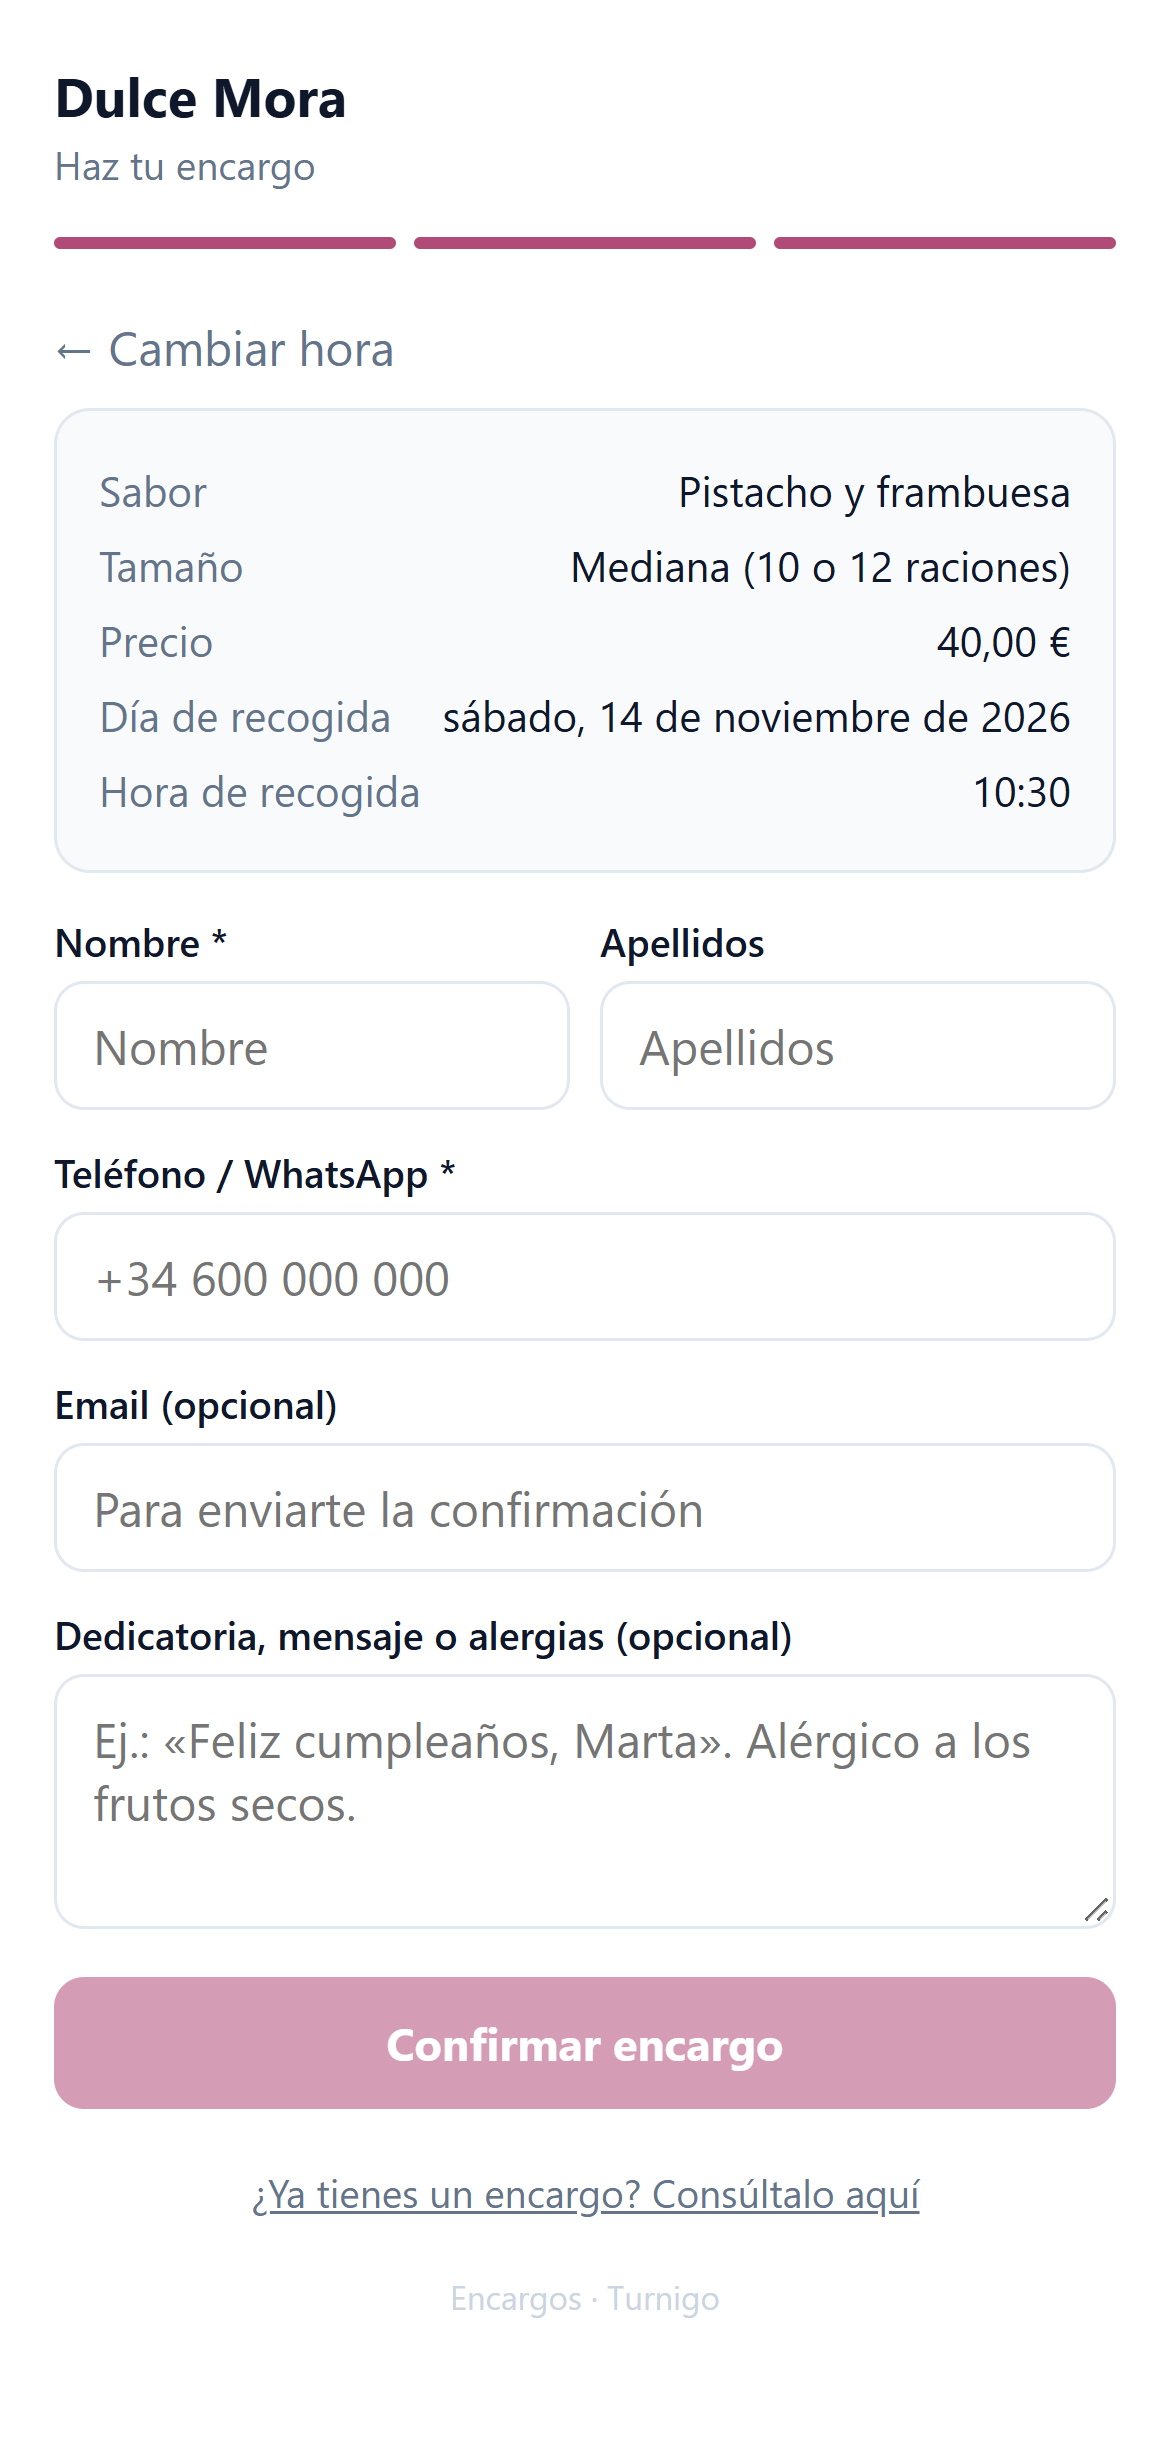 Dulce Mora
Haz tu encargo
← Cambiar hora
Sabor Pistacho y frambuesa
Tamaño Mediana (10 o 12 raciones)
Precio 40,00 €
Día de recogida sábado, 14 de noviembre de 2026
Hora de recogida 10:30
Nombre * Apellidos
Nombre Apellidos
Teléfono / WhatsApp *
+34 600 000 000
Email (opcional)
Para enviarte la confirmación
Dedicatoria, mensaje o alergias (opcional)
Ej.: «Feliz cumpleaños, Marta». Alérgico a los
frutos secos.
Confirmar encargo
¿Ya tienes un encargo? Consúltalo aquí
Encargos · Turnigo